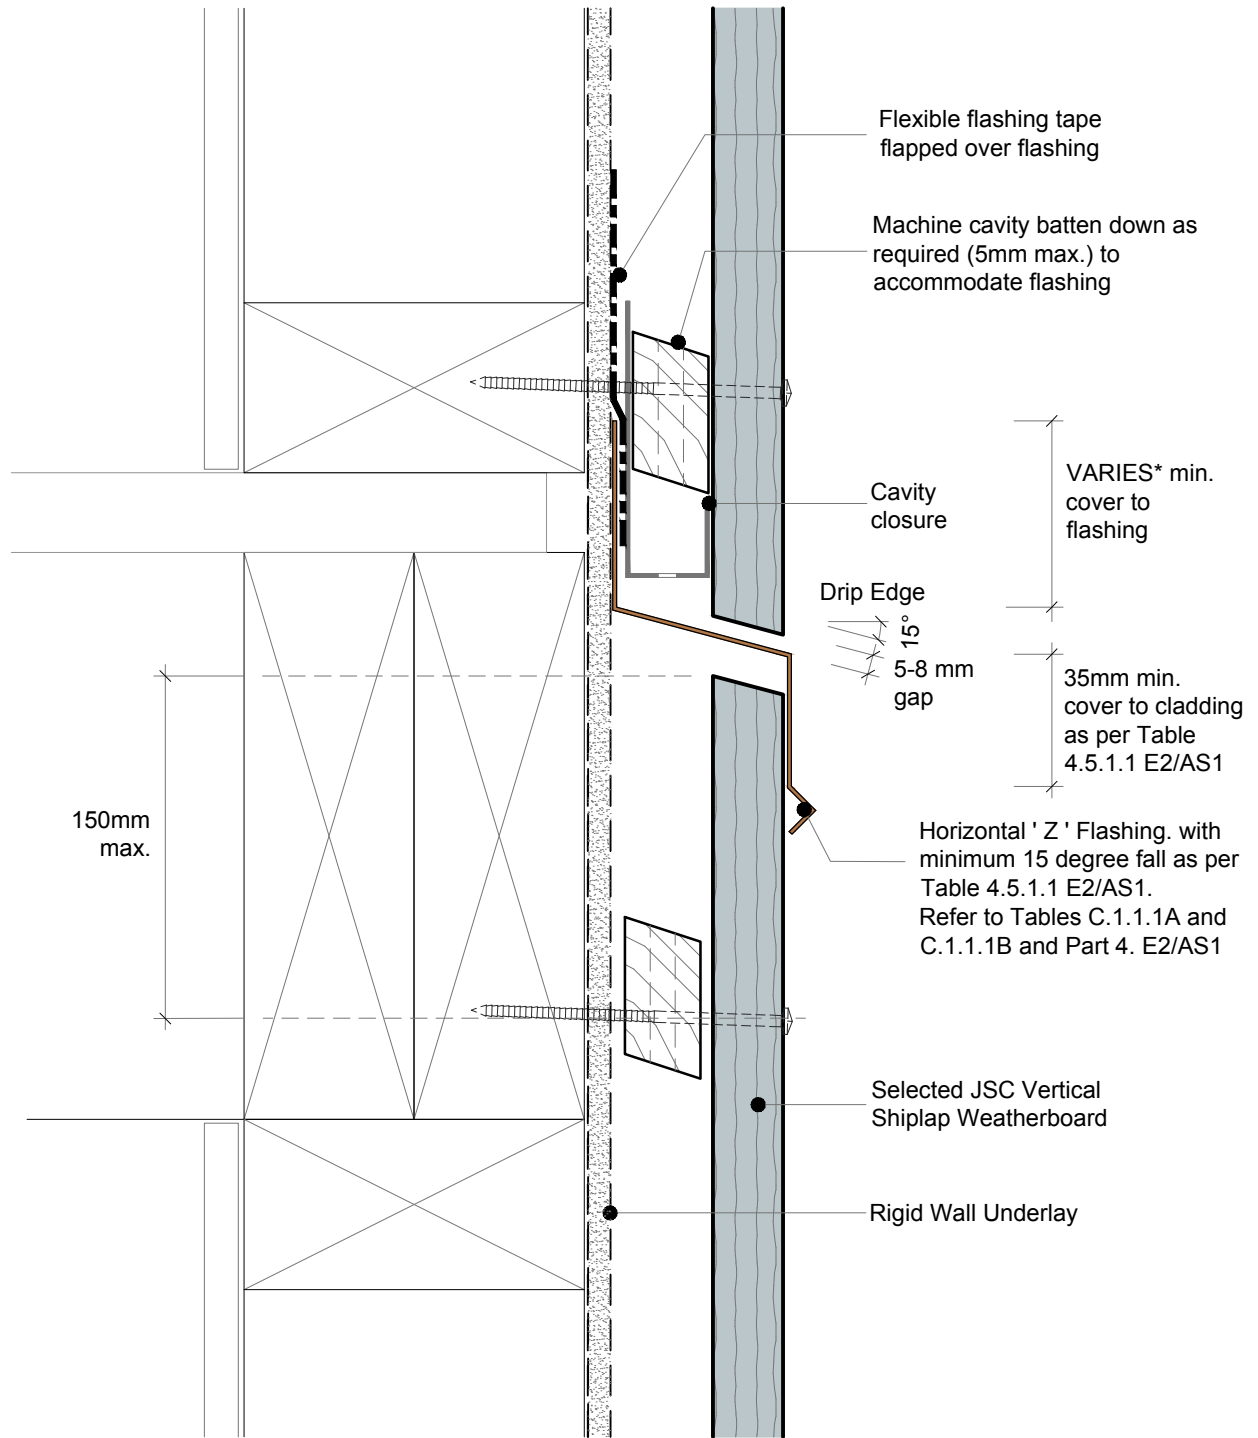 Flexible flashing tape
flapped over flashing
Machine cavity batten down as
required (5mm max.) to
accommodate flashing
Cavity
closure
VARIES* min.
cover to
flashing
Drip Edge
15°
5-8 mm
gap
35mm min.
cover to cladding
as per Table
4.5.1.1 E2/AS1
150mm
max.
Horizontal ' Z ' Flashing. with
minimum 15 degree fall as per
Table 4.5.1.1 E2/AS1.
Refer to Tables C.1.1.1A and
C.1.1.1B and Part 4. E2/AS1
Selected JSC Vertical
Shiplap Weatherboard
Rigid Wall Underlay